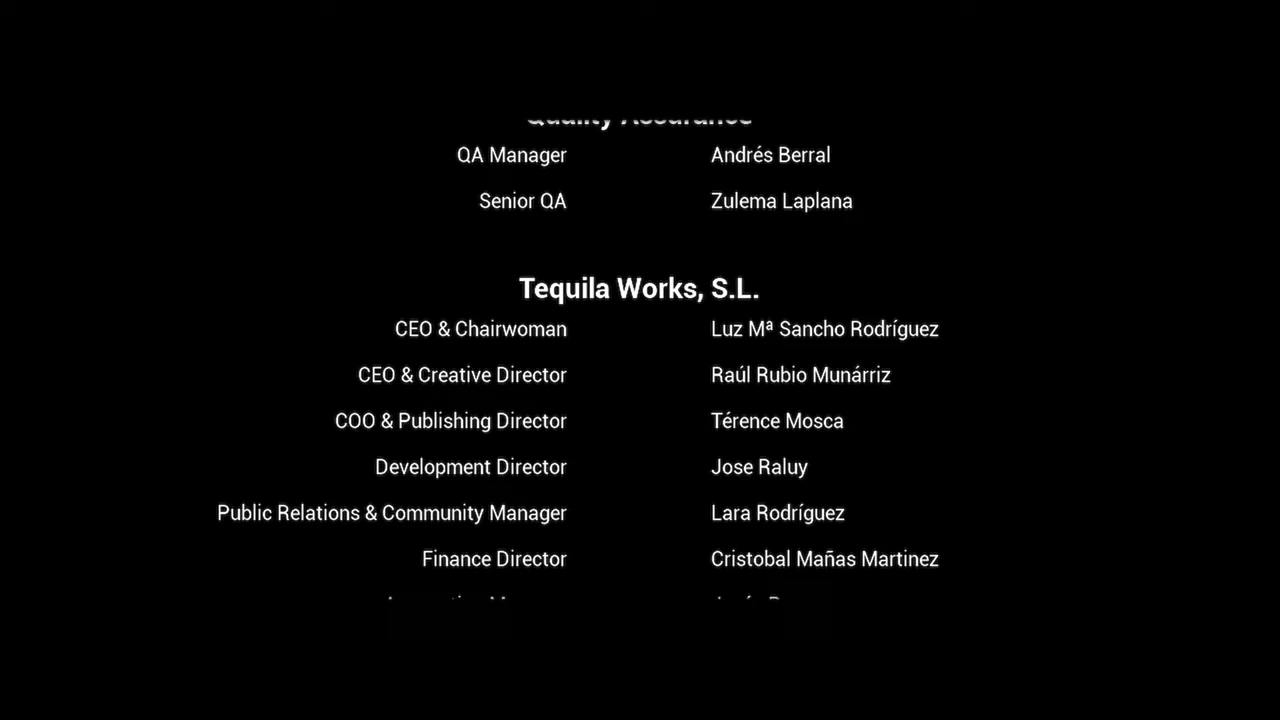 Quality Assurance
QA Manager Andrés Berral
Senior QA Zulema Laplana
Tequila Works, S.L.
CEO & Chairwoman Luz Mª Sancho Rodríguez
CEO & Creative Director Raúl Rubio Munárriz
COO & Publishing Director Térence Mosca
Development Director Jose Raluy
Public Relations & Community Manager Lara Rodríguez
Finance Director Cristobal Mañas Martinez